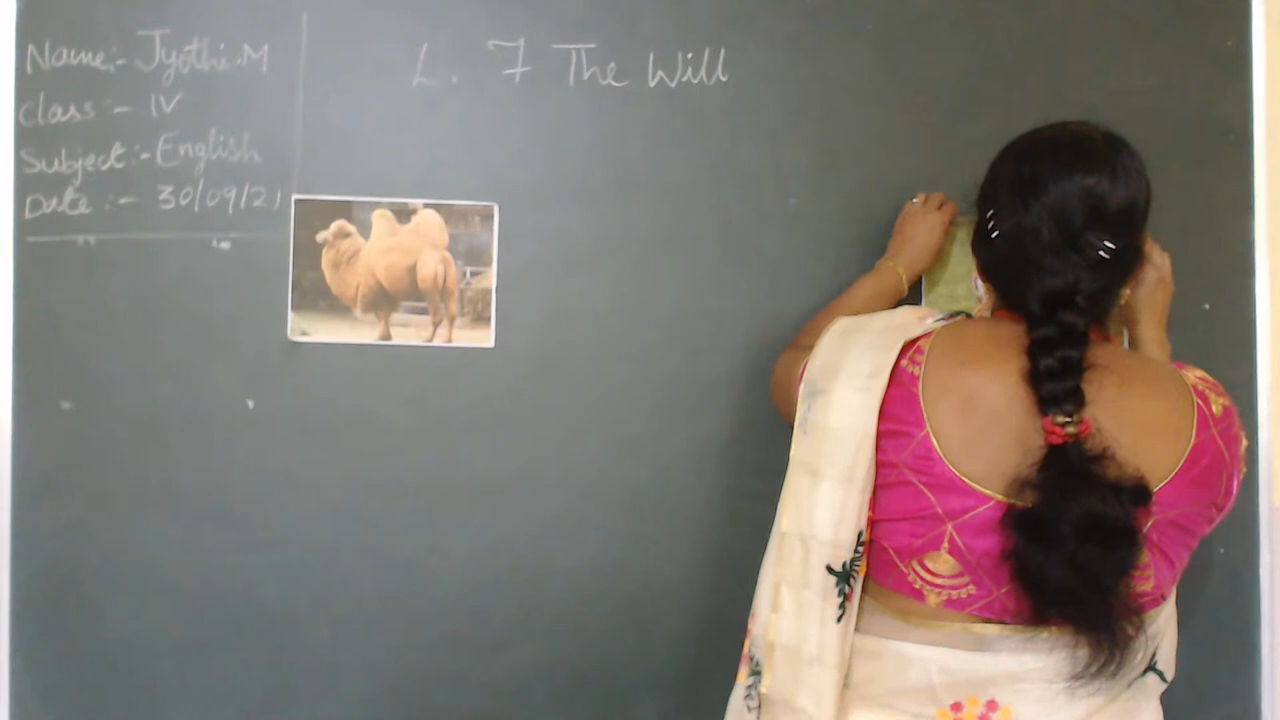 Name:- Jyothi.M
Class :- IV
Subject:- English
Date :- 30/09/21
L. 7 The Will